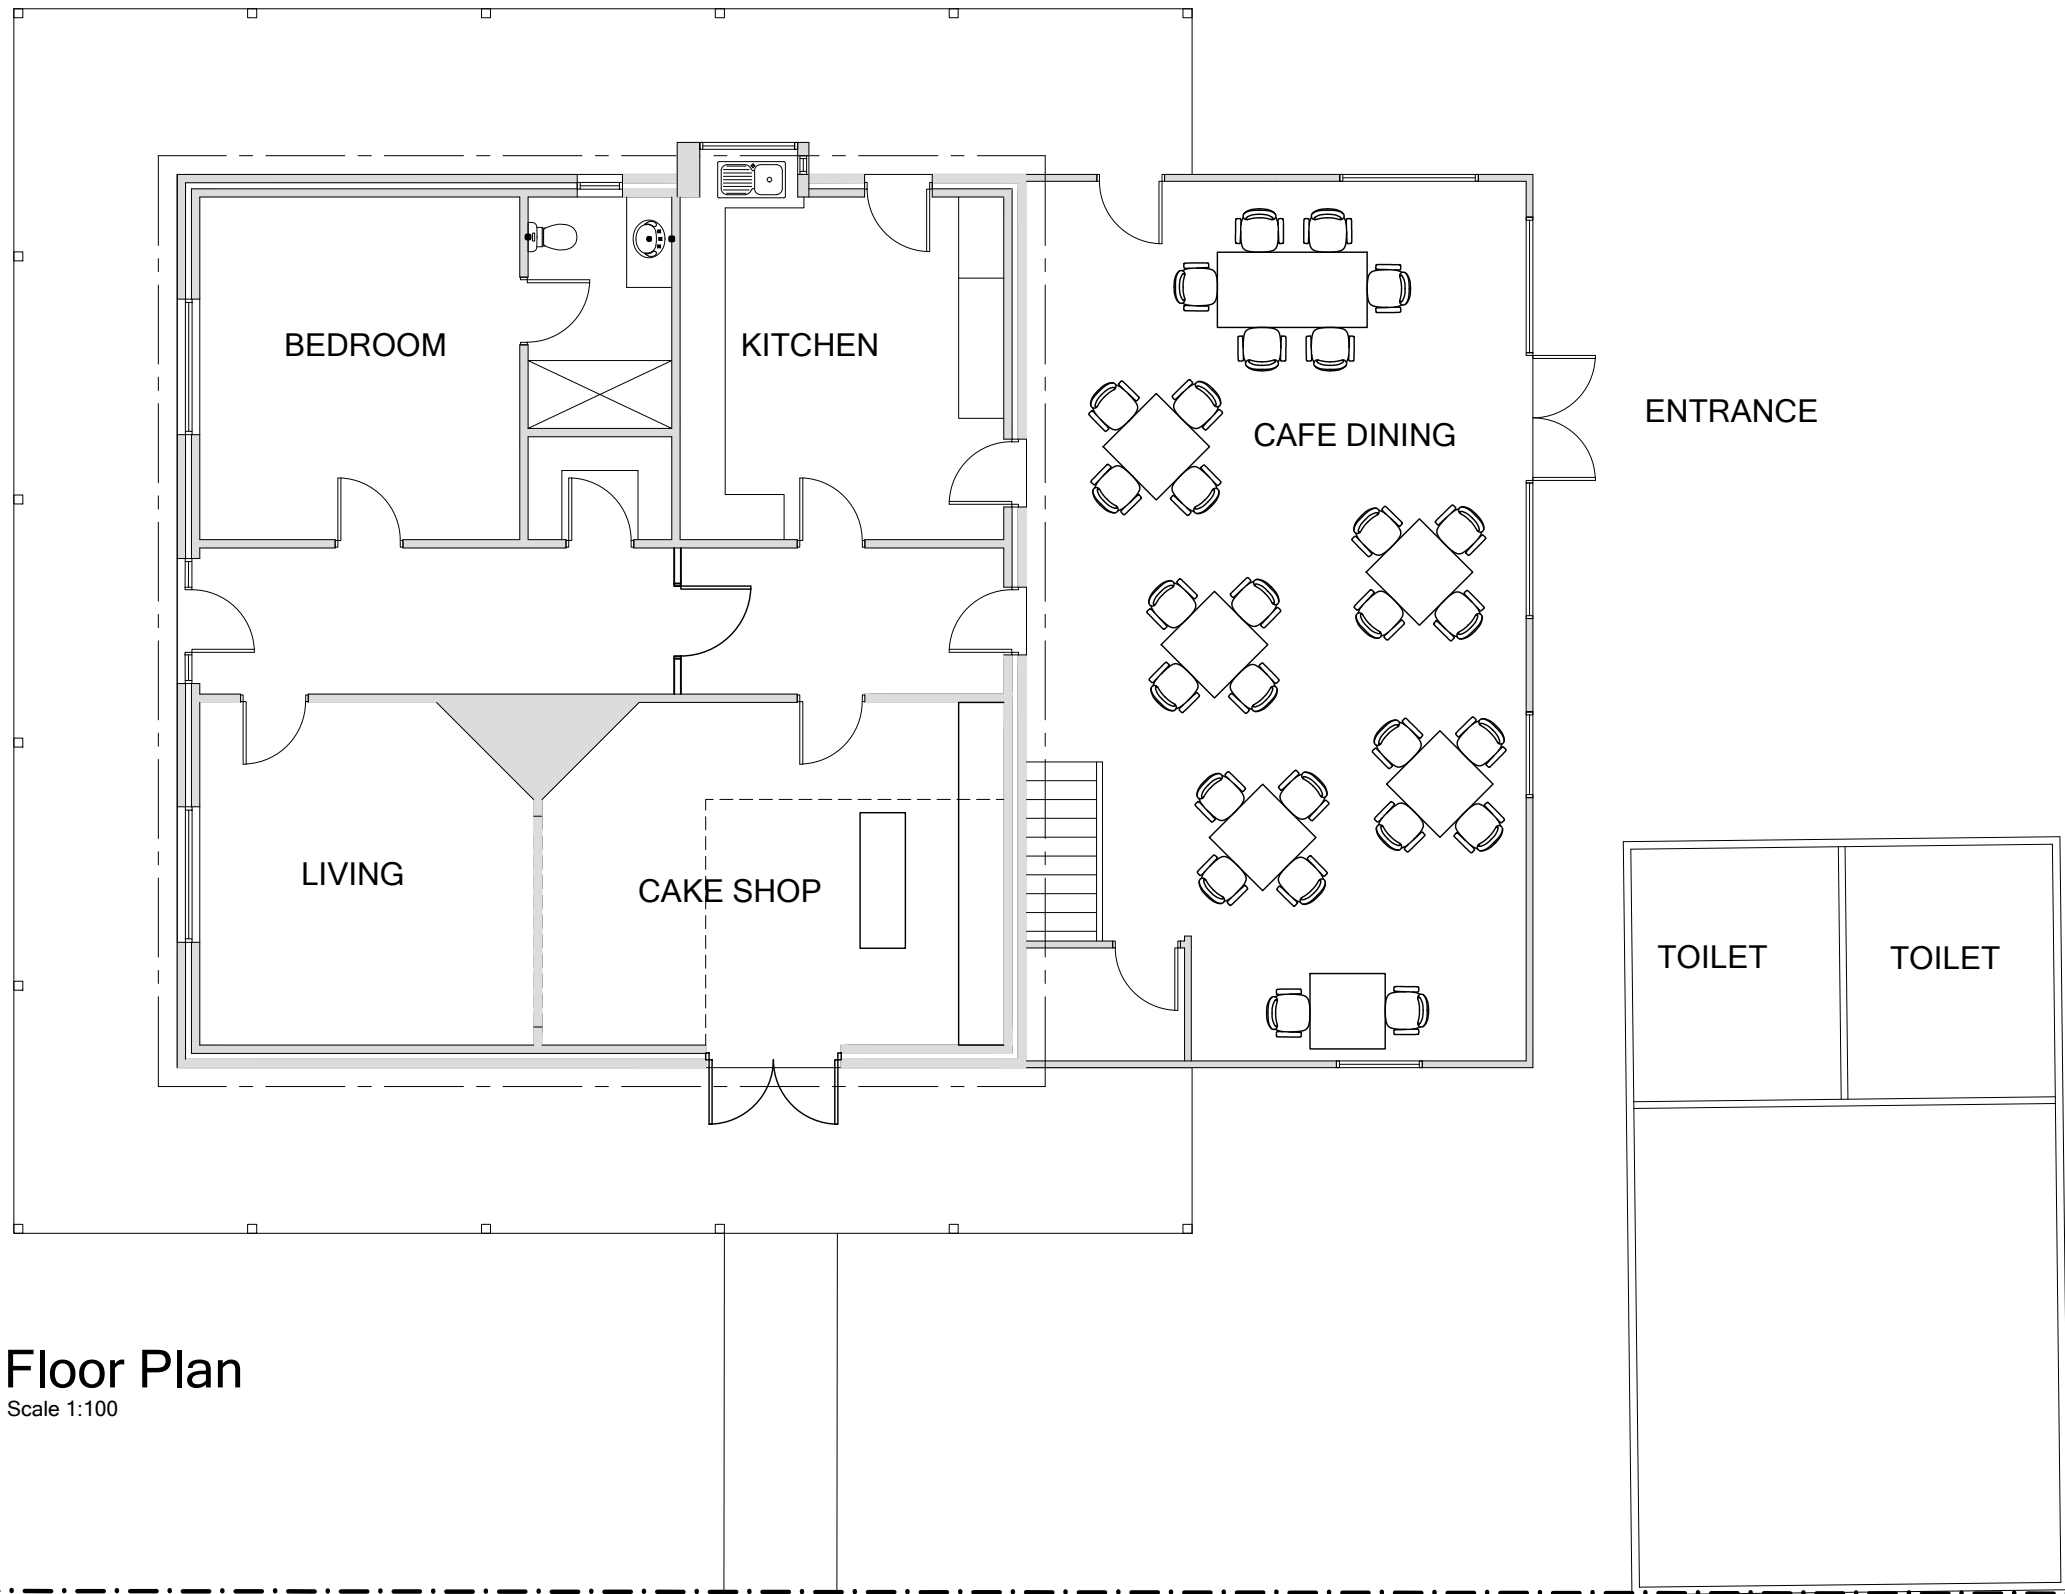 BEDROOM
KITCHEN
ENTRANCE
CAFE DINING
LIVING
CAKE SHOP
TOILET
TOILET
Floor Plan
Scale 1:100